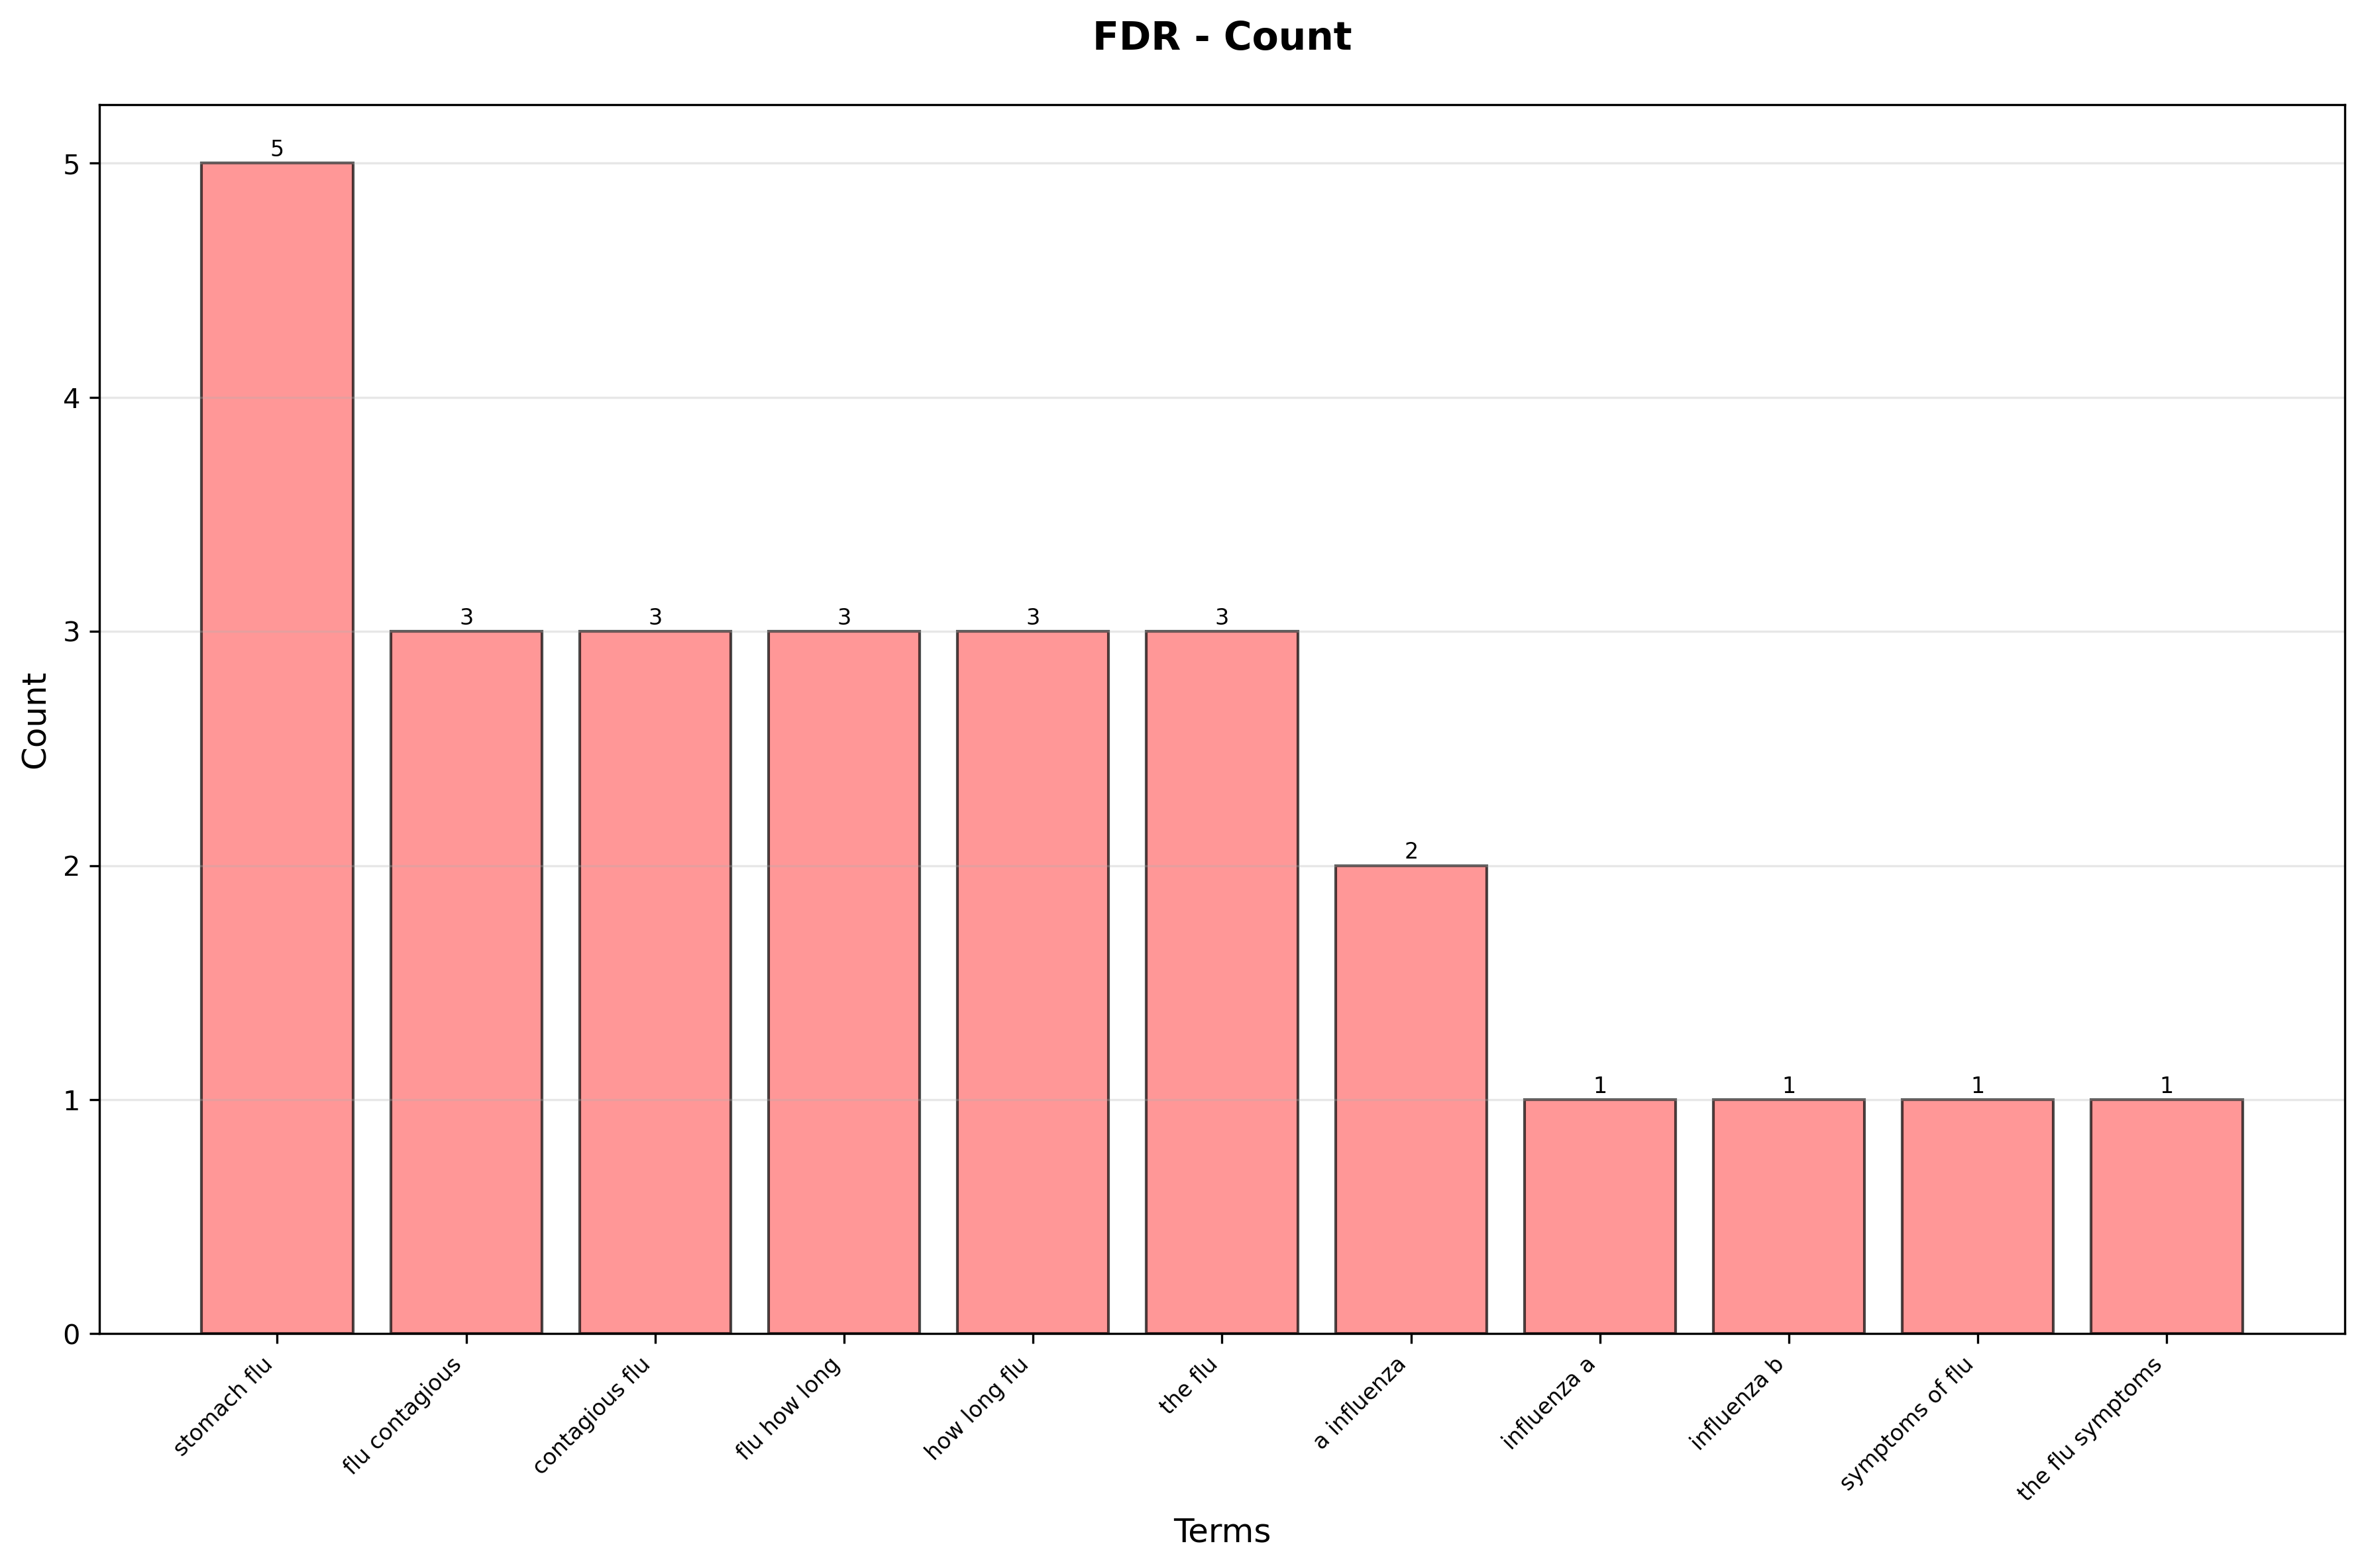 FDR - Count
Count
5
4
3
2
1
0
5
3
3
3
3
3
2
1
1
1
1
stomach flu
flu contagious
contagious flu
flu how long
how long flu
the flu
a influenza
influenza a
influenza b
symptoms of flu
the flu symptoms
Terms